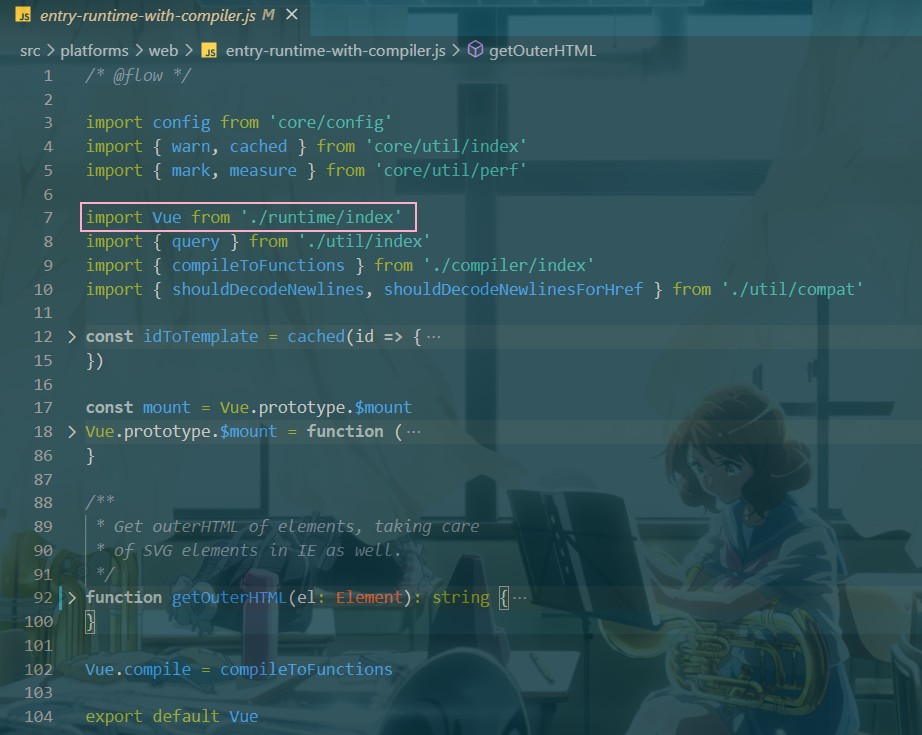 JS entry-runtime-with-compiler.js M ✕
src > platforms > web > JS entry-runtime-with-compiler.js > getOuterHTML
1 /* @flow */
2
3 import config from 'core/config'
4 import { warn, cached } from 'core/util/index'
5 import { mark, measure } from 'core/util/perf'
6
7 import Vue from './runtime/index'
8 import { query } from './util/index'
9 import { compileToFunctions } from './compiler/index'
10 import { shouldDecodeNewlines, shouldDecodeNewlinesForHref } from './util/compat'
11
12 > const idToTemplate = cached(id => { ···
15 })
16
17 const mount = Vue.prototype.$mount
18 > Vue.prototype.$mount = function ( ···
86 }
87
88 /**
89 * Get outerHTML of elements, taking care
90 * of SVG elements in IE as well.
91 */
92 > function getOuterHTML(el: Element): string { ···
100 }
101
102 Vue.compile = compileToFunctions
103
104 export default Vue